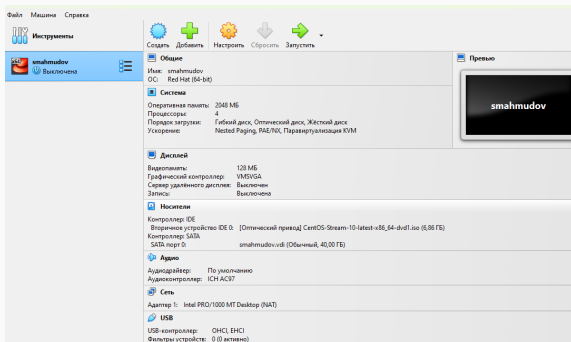 Файл Машина Справка
Инструменты
Создать Добавить Настроить Сбросить Запустить
smahmudov
Выключена
Общие
Имя: smahmudov
ОС: Red Hat (64-bit)
Превью
smahmudov
Система
Оперативная память: 2048 МБ
Процессоры: 4
Порядок загрузки: Гибкий диск, Оптический диск, Жёсткий диск
Ускорение: Nested Paging, PAE/NX, Паравиртуализация KVM
Дисплей
Видеопамять: 128 МБ
Графический контроллер: VMSVGA
Сервер удалённого дисплея: Выключен
Запись: Выключена
Носители
Контроллер: IDE
Вторичное устройство IDE 0: [Оптический привод] CentOS-Stream-10-latest-x86_64-dvd1.iso (6,86 ГБ)
Контроллер: SATA
SATA порт 0: smahmudov.vdi (Обычный, 40,00 ГБ)
Аудио
Аудиодрайвер: По умолчанию
Аудиоконтроллер: ICH AC97
Сеть
Адаптер 1: Intel PRO/1000 MT Desktop (NAT)
USB
USB-контроллер: OHCI, EHCI
Фильтры устройств: 0 (0 активно)